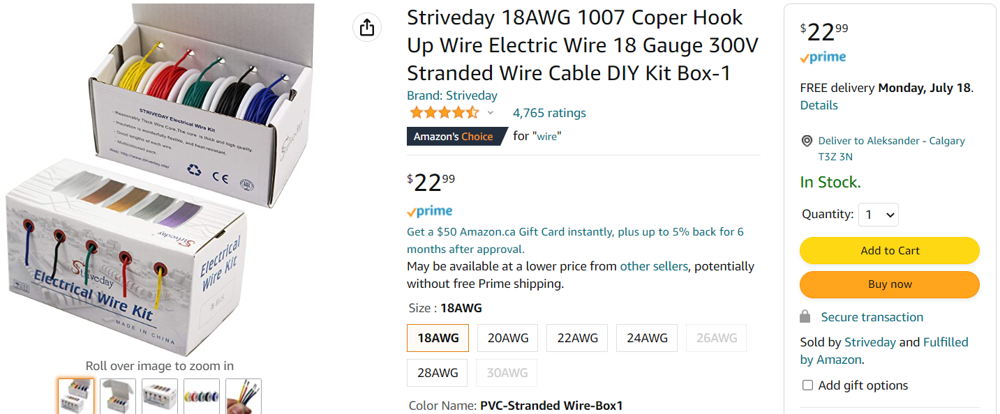 STRIVEDAY Electrical Wire Kit
- Reasonably Thick Wire Core,The core is thick and high quality.
- Insulation is wonderfully flexible, and heat-resistant.
- Good lengths of each wire.
- Multicoloured pack.
Web: http://www.striveday.site/
CE
Striveday
Striveday
Striveday
Electrical Wire Kit
MADE IN CHINA
Electrical
Wire Kit
Roll over image to zoom in
Striveday 18AWG 1007 Coper Hook
Up Wire Electric Wire 18 Gauge 300V
Stranded Wire Cable DIY Kit Box-1
Brand: Striveday
4,765 ratings
Amazon's Choice for "wire"
$22 99
prime
Get a $50 Amazon.ca Gift Card instantly, plus up to 5% back for 6
months after approval.
May be available at a lower price from other sellers, potentially
without free Prime shipping.
Size : 18AWG
18AWG 20AWG 22AWG 24AWG 26AWG
28AWG 30AWG
Color Name: PVC-Stranded Wire-Box1
$22 99
prime
FREE delivery Monday, July 18.
Details
Deliver to Aleksander - Calgary
T3Z 3N
In Stock.
Quantity: 1
Add to Cart
Buy now
Secure transaction
Sold by Striveday and Fulfilled
by Amazon.
Add gift options